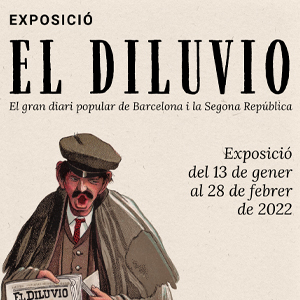 EXPOSICIÓ
EL DILUVIO
El gran diari popular de Barcelona i la Segona República
Exposició
del 13 de gener
al 28 de febrer
de 2022
EL DILUVIO